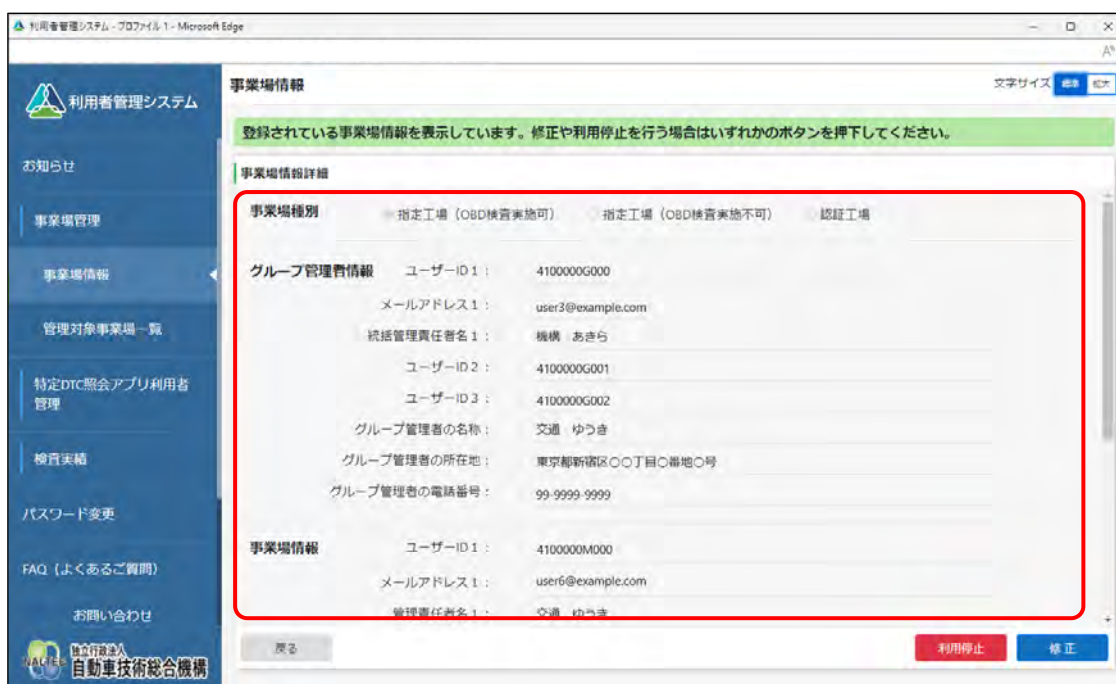 利用者管理システム - プロファイル 1 - Microsoft Edge
利用者管理システム
お知らせ
事業場管理
事業場情報
管理対象事業場一覧
特定DTC照会アプリ利用者
管理
検査実績
パスワード変更
FAQ（よくあるご質問）
お問い合わせ
NALTEC 独立行政法人
自動車技術総合機構
事業場情報
文字サイズ 標準 拡大
登録されている事業場情報を表示しています。修正や利用停止を行う場合はいずれかのボタンを押下してください。
事業場情報詳細
事業場種別 指定工場（OBD検査実施可） 指定工場（OBD検査実施不可） 認証工場
グループ管理者情報 ユーザーID1： 4100000G000
メールアドレス1： user3@example.com
統括管理責任者名1： 機構　あきら
ユーザーID2： 4100000G001
ユーザーID3： 4100000G002
グループ管理者の名称： 交通　ゆうき
グループ管理者の所在地： 東京都新宿区〇〇丁目〇番地〇号
グループ管理者の電話番号： 99-9999-9999
事業場情報 ユーザーID1： 4100000M000
メールアドレス1： user6@example.com
管理責任者名1： 交通　ゆうき
戻る 利用停止 修正